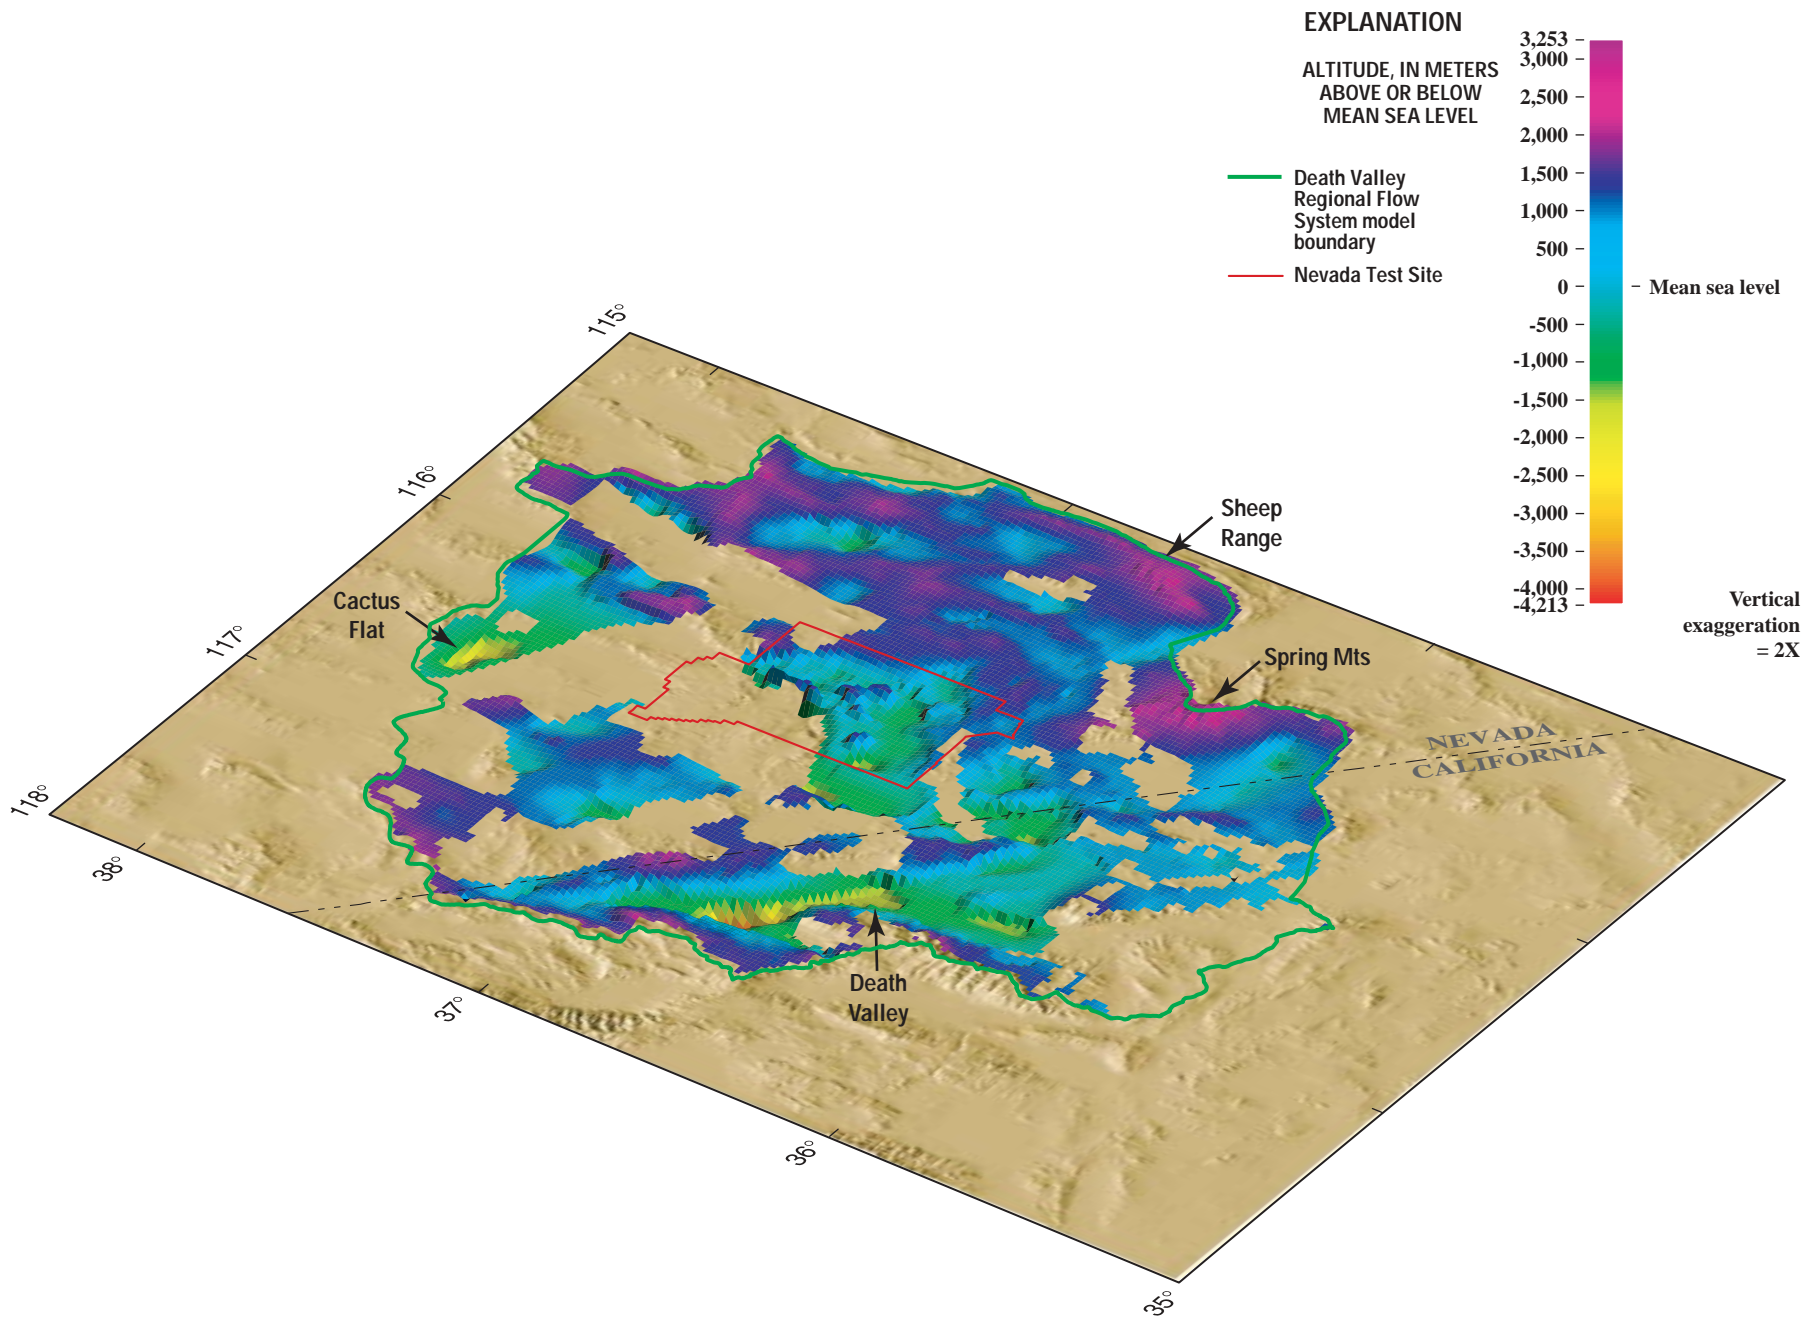 EXPLANATION
ALTITUDE, IN METERS
ABOVE OR BELOW
MEAN SEA LEVEL
Death Valley
Regional Flow
System model
boundary
Nevada Test Site
3,253
3,000
2,500
2,000
1,500
1,000
500
0
-500
-1,000
-1,500
-2,000
-2,500
-3,000
-3,500
-4,000
-4,213
Mean sea level
Vertical
exaggeration
= 2X
115°
116°
117°
118°
38°
37°
36°
35°
Sheep
Range
Cactus
Flat
Spring Mts
NEVADA
CALIFORNIA
Death
Valley